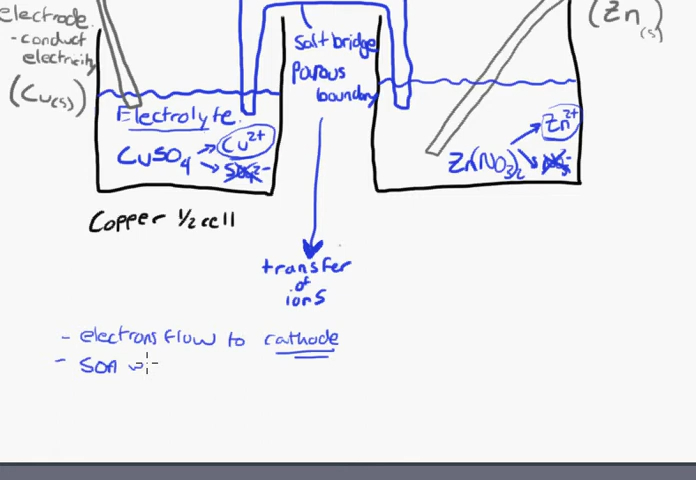 electrode.
- conduct
electricity
(Cu(s))
Salt bridge
Porous
boundary
(Zn(s))
Electrolyte.
CuSO4
Cu2+
SO42-
Zn(NO3)2
Zn2+
Copper 1/2 cell
transfer
of
ions
- electrons flow to cathode
- SOA